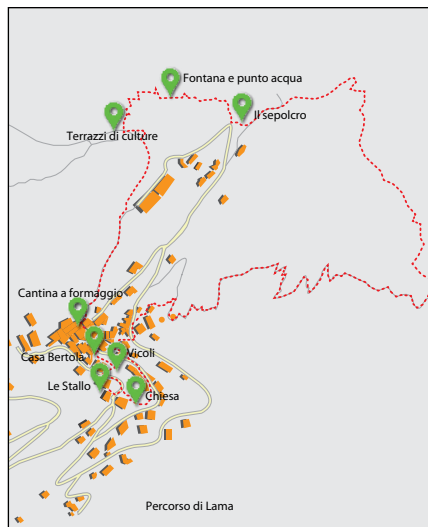 Fontana e punto acqua
Il sepolcro
Terrazzi di culture
Cantina a formaggio
Vicoli
Casa Bertola
Le Stallo
Chiesa
Percorso di Lama